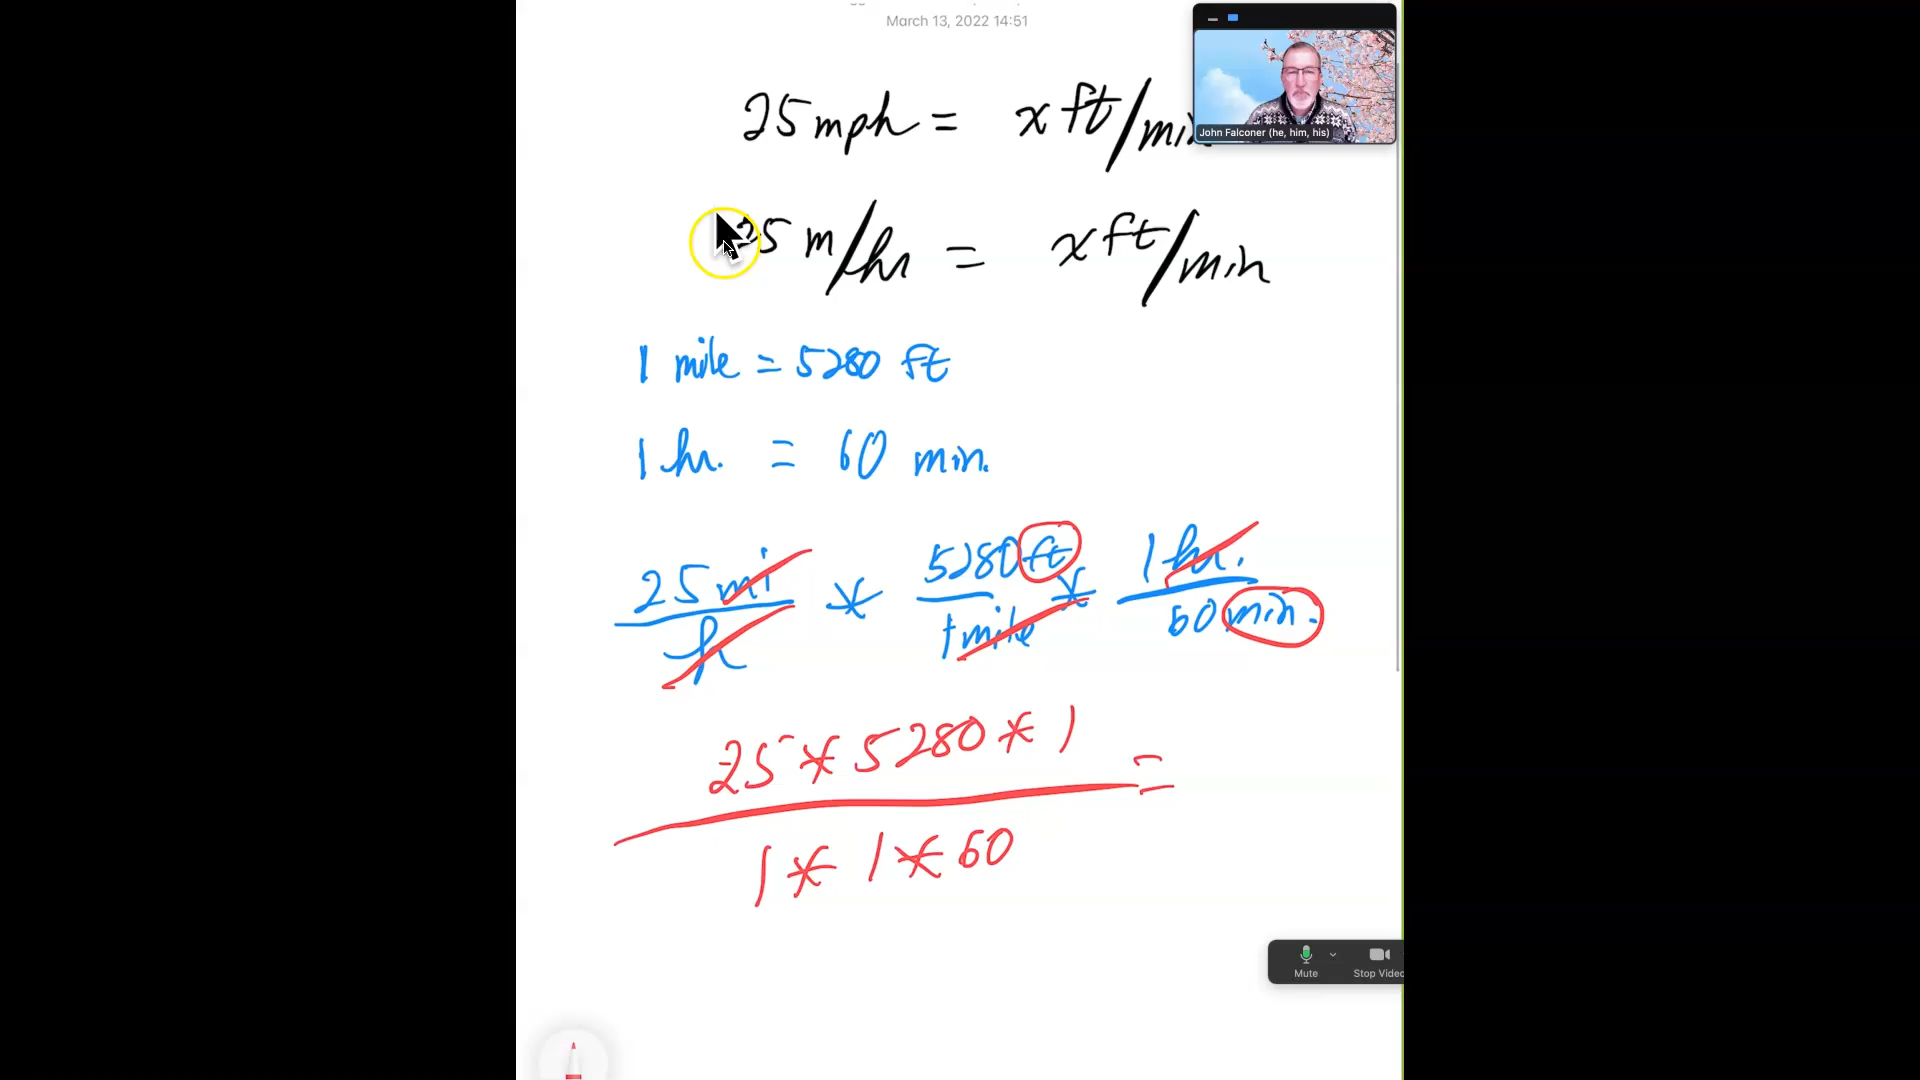 March 13, 2022 14:51
25 mph = x ft/min
John Falconer (he, him, his)
25 m/hr = x ft/min
1 mile = 5280 ft
1 hr. = 60 min.
25 mi/h * 5280 ft/1 mile * 1 hr./60 min.
25 * 5280 * 1 =
1 * 1 * 60
Mute
Stop Video